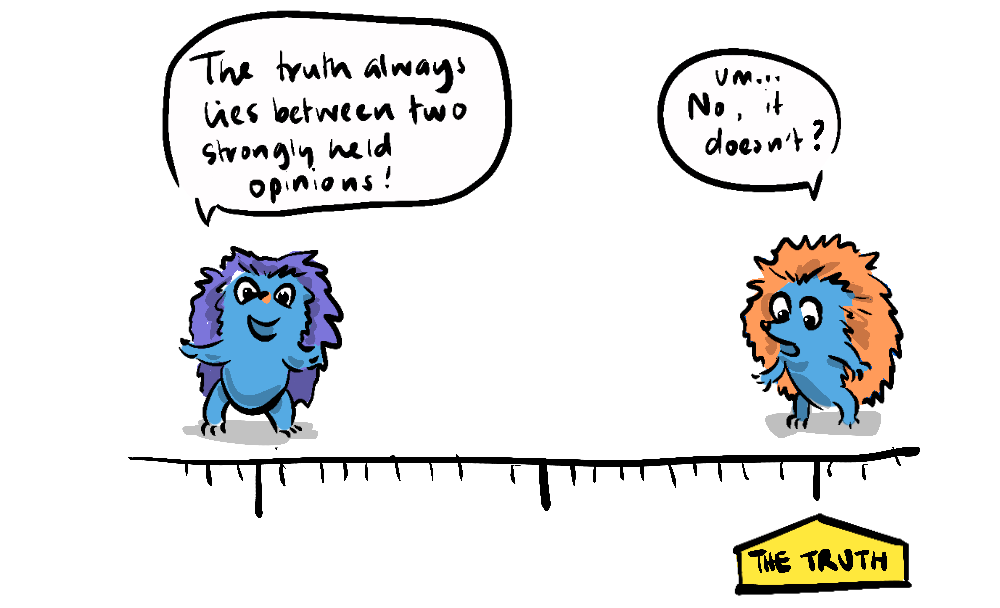 The truth always
lies between two
strongly held
opinions!
um...
No, it
doesn't?
THE TRUTH